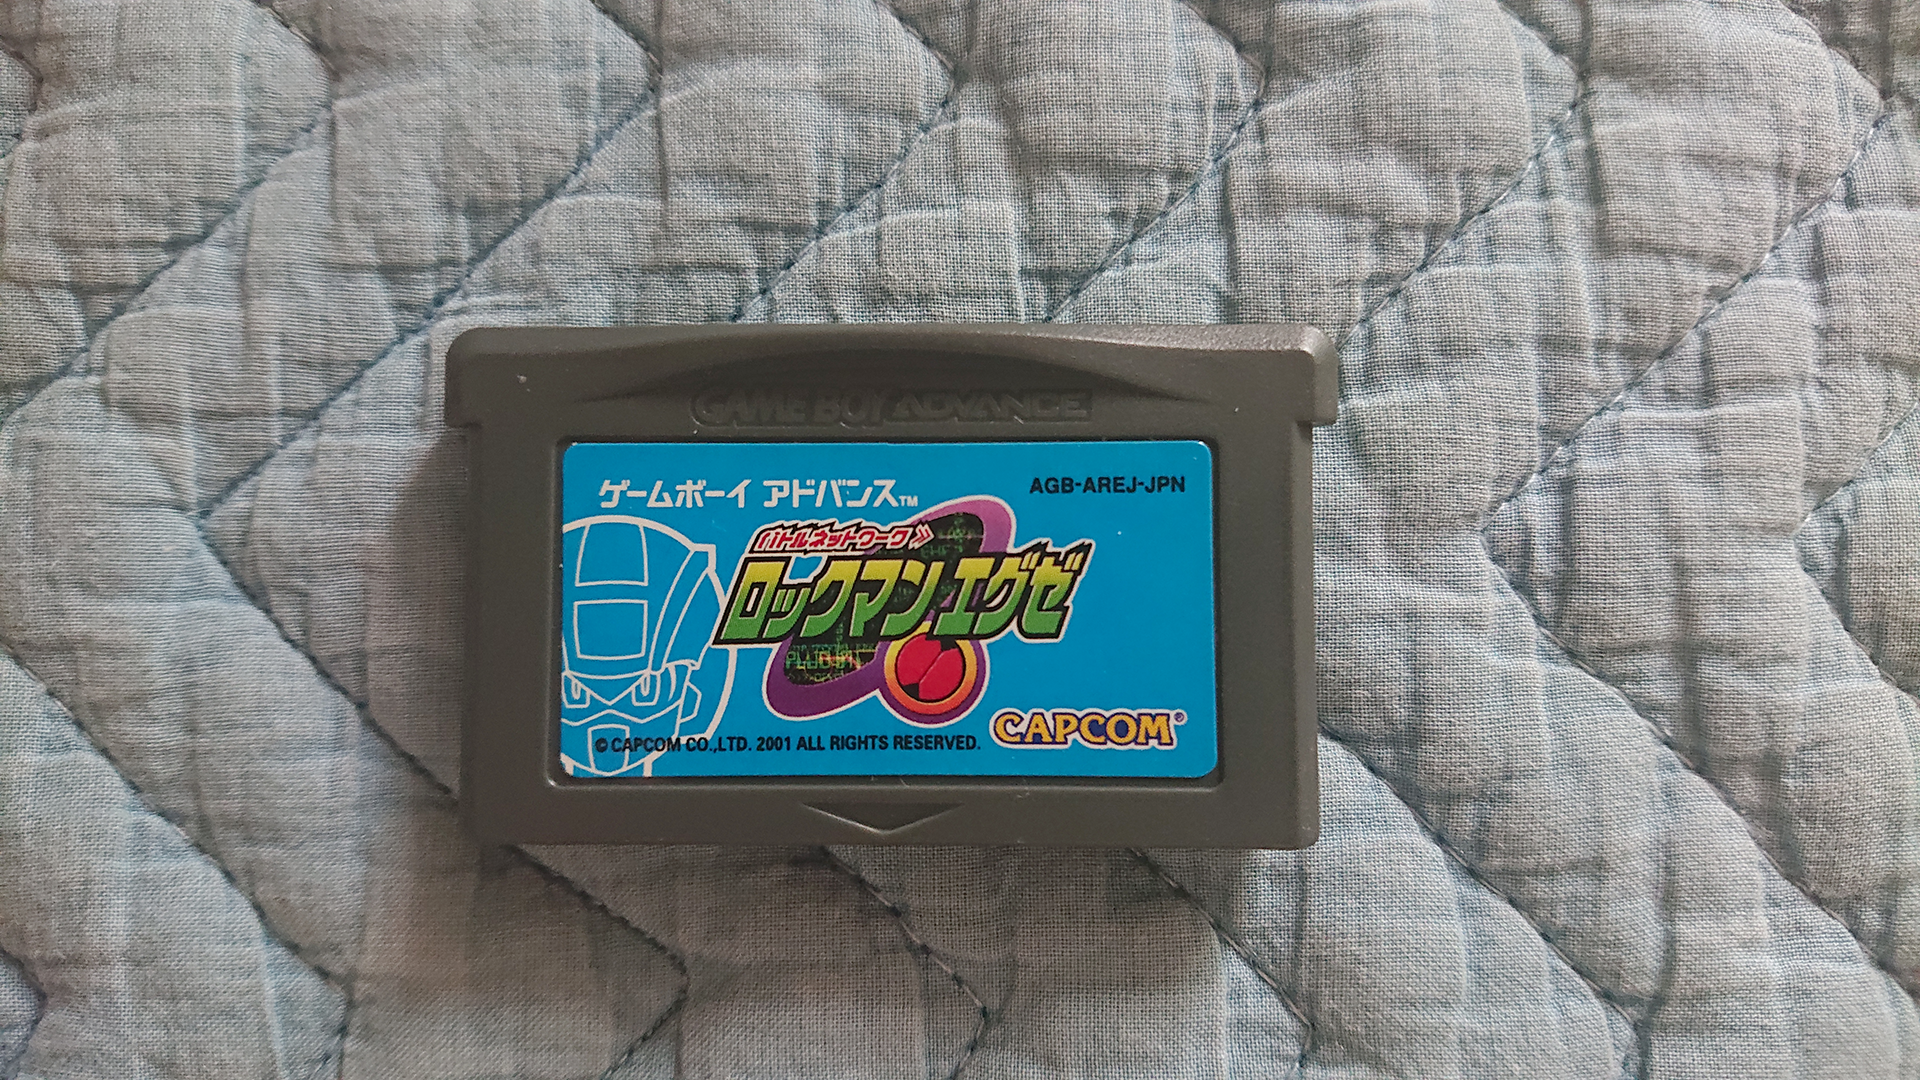 GAME BOY ADVANCE
ゲームボーイ アドバンス™
AGB-AREJ-JPN
バトルネットワーク
ロックマン エグゼ
PLUG-IN
CAPCOM®
© CAPCOM CO.,LTD. 2001 ALL RIGHTS RESERVED.